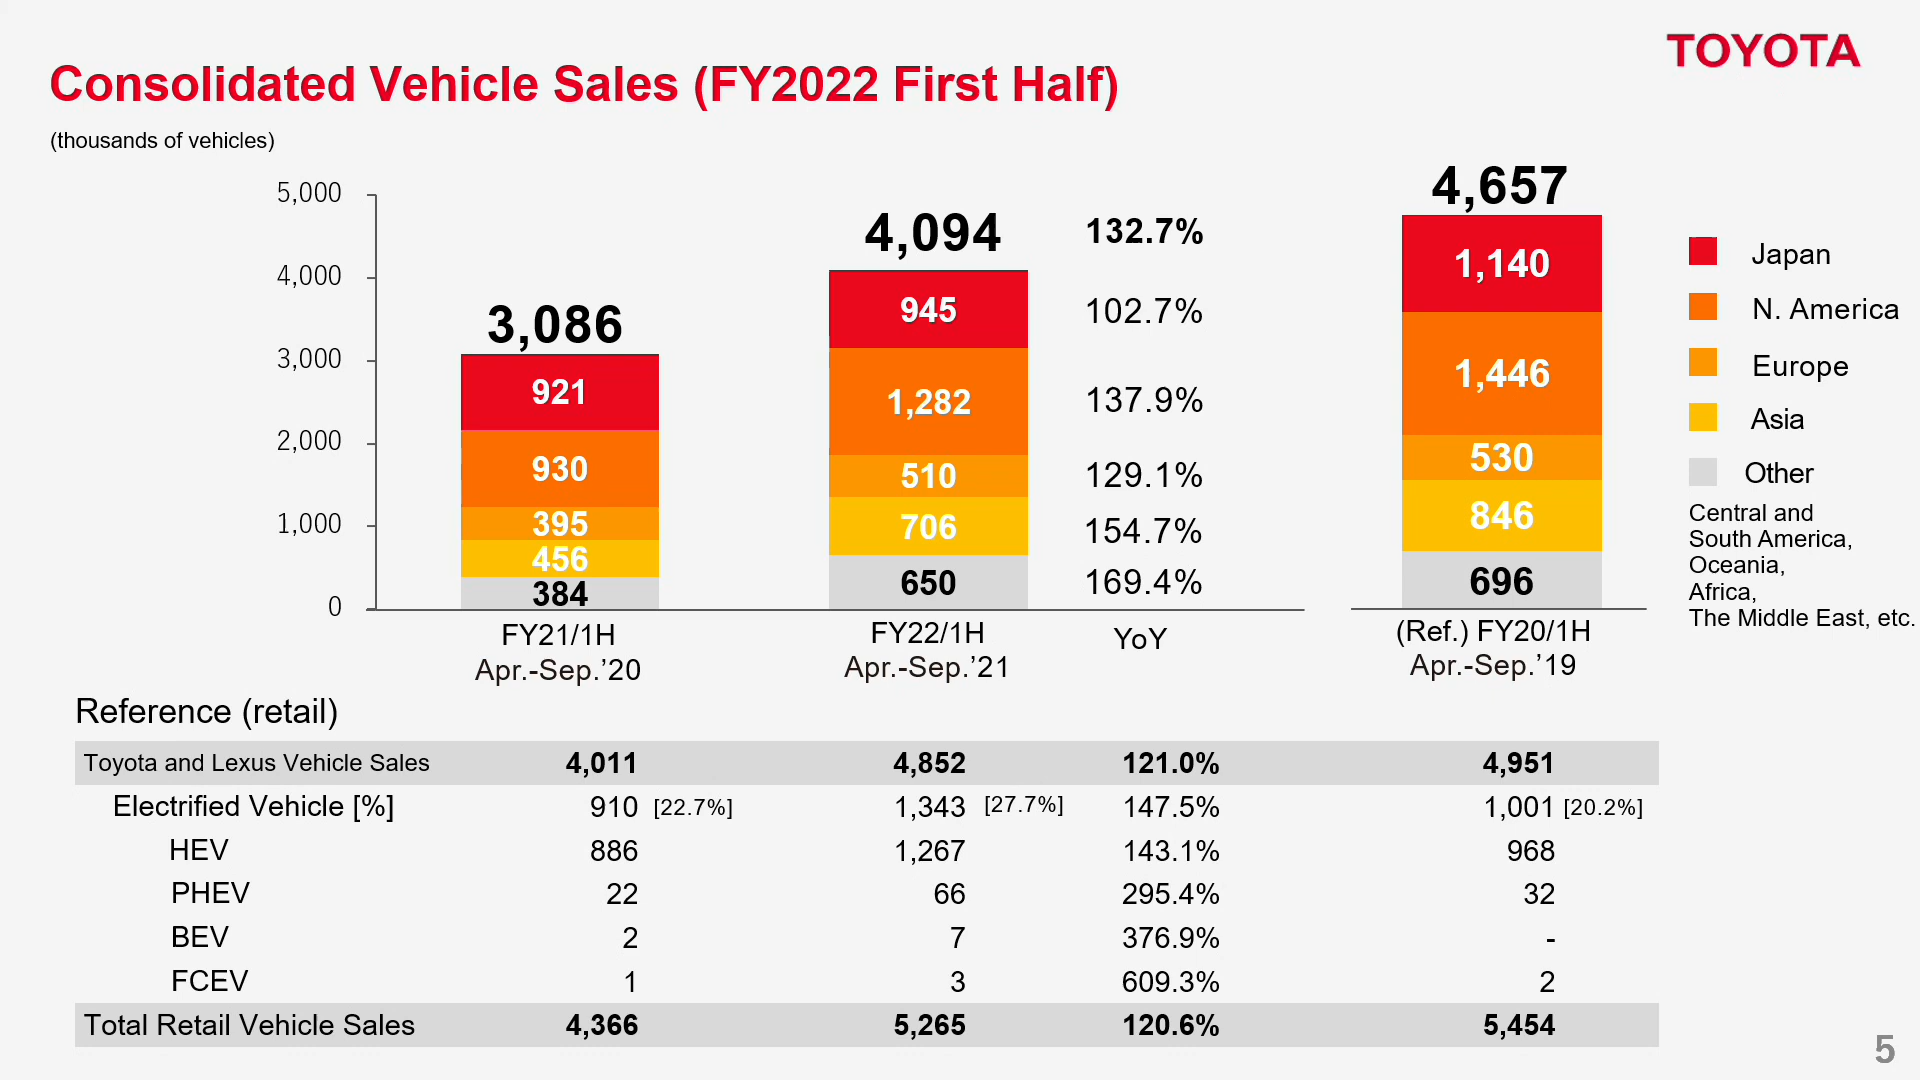 TOYOTA
Consolidated Vehicle Sales (FY2022 First Half)
(thousands of vehicles)
5,000
4,000
3,000
2,000
1,000
0
3,086
921
930
395
456
384
FY21/1H
Apr.-Sep.’20
4,094
945
1,282
510
706
650
FY22/1H
Apr.-Sep.’21
132.7%
102.7%
137.9%
129.1%
154.7%
169.4%
YoY
4,657
1,140
1,446
530
846
696
(Ref.) FY20/1H
Apr.-Sep.’19
Japan
N. America
Europe
Asia
Other
Central and
South America,
Oceania,
Africa,
The Middle East, etc.
Reference (retail)
Toyota and Lexus Vehicle Sales 4,011 4,852 121.0% 4,951
Electrified Vehicle [%] 910 [22.7%] 1,343 [27.7%] 147.5% 1,001 [20.2%]
HEV 886 1,267 143.1% 968
PHEV 22 66 295.4% 32
BEV 2 7 376.9% -
FCEV 1 3 609.3% 2
Total Retail Vehicle Sales 4,366 5,265 120.6% 5,454
5